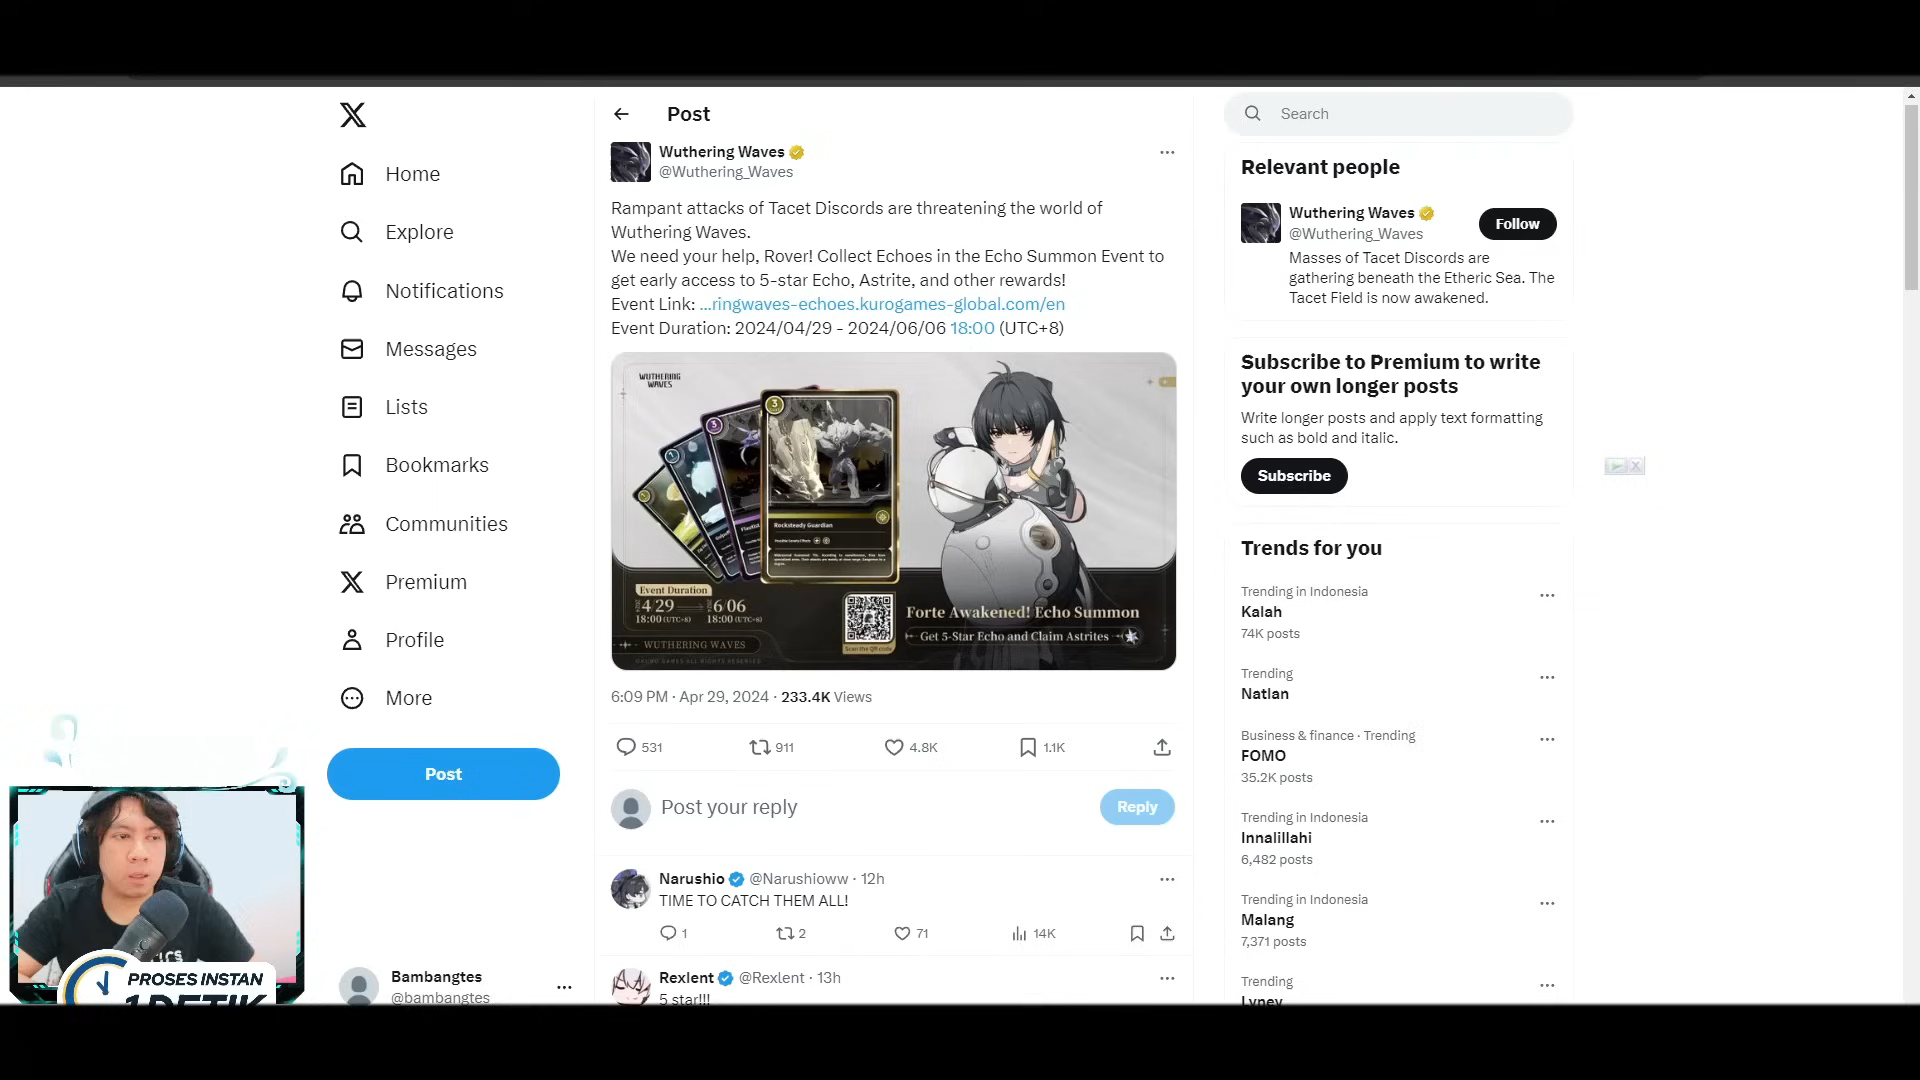 Home
Explore
Notifications
Messages
Lists
Bookmarks
Communities
Premium
Profile
More
Post
Bambangtes
@bambangtes
PROSES INSTAN
1 DETIK
Post
Wuthering Waves
@Wuthering_Waves
Rampant attacks of Tacet Discords are threatening the world of
Wuthering Waves.
We need your help, Rover! Collect Echoes in the Echo Summon Event to
get early access to 5-star Echo, Astrite, and other rewards!
Event Link: ...ringwaves-echoes.kurogames-global.com/en
Event Duration: 2024/04/29 - 2024/06/06 18:00 (UTC+8)
WUTHERING
WAVES
3
3
Rocksteady Guardian
Event Duration
4/29 6/06
18:00 (UTC+8) 18:00 (UTC+8)
WUTHERING WAVES
Scan the QR code
Forte Awakened! Echo Summon
Get 5-Star Echo and Claim Astrites
6:09 PM · Apr 29, 2024 · 233.4K Views
531 911 4.8K 1.1K
Post your reply
Reply
Narushio @Narushioww · 12h
TIME TO CATCH THEM ALL!
1 2 71 14K
Rexlent @Rexlent · 13h
5 star!!!
Search
Relevant people
Wuthering Waves
@Wuthering_Waves
Follow
Masses of Tacet Discords are
gathering beneath the Etheric Sea. The
Tacet Field is now awakened.
Subscribe to Premium to write
your own longer posts
Write longer posts and apply text formatting
such as bold and italic.
Subscribe
Trends for you
Trending in Indonesia
Kalah
74K posts
Trending
Natlan
Business & finance · Trending
FOMO
35.2K posts
Trending in Indonesia
Innalillahi
6,482 posts
Trending in Indonesia
Malang
7,371 posts
Trending
Lyney